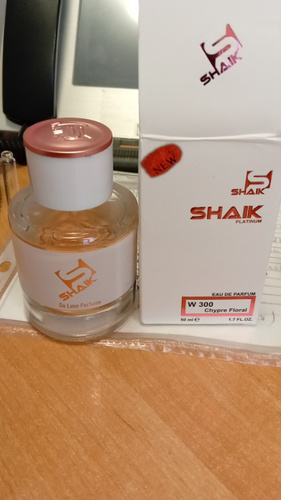 SHAIK
NEW
SHAIK
SHAIK
PLATINUM
EAU DE PARFUM
W 300
Chypre Floral
50 ml e 1.7 FL.OZ.
SHAIK
De Luxe Parfume